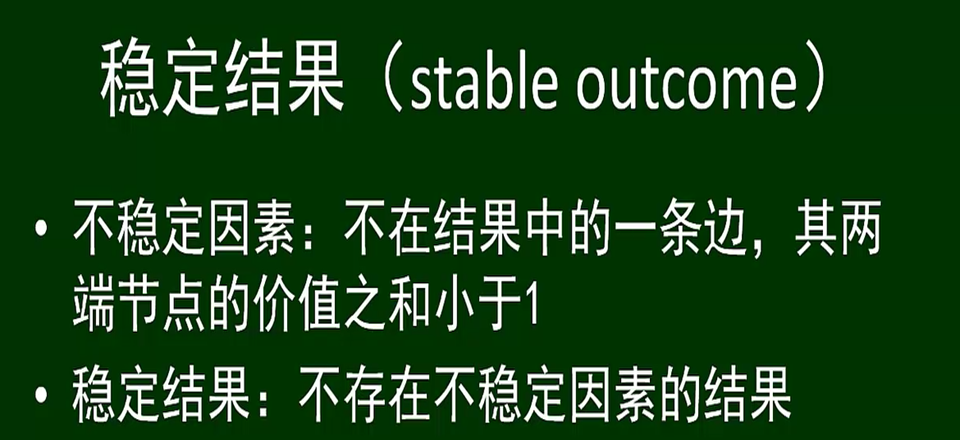 稳定结果（stable outcome）
• 不稳定因素：不在结果中的一条边，其两
端节点的价值之和小于1
• 稳定结果：不存在不稳定因素的结果